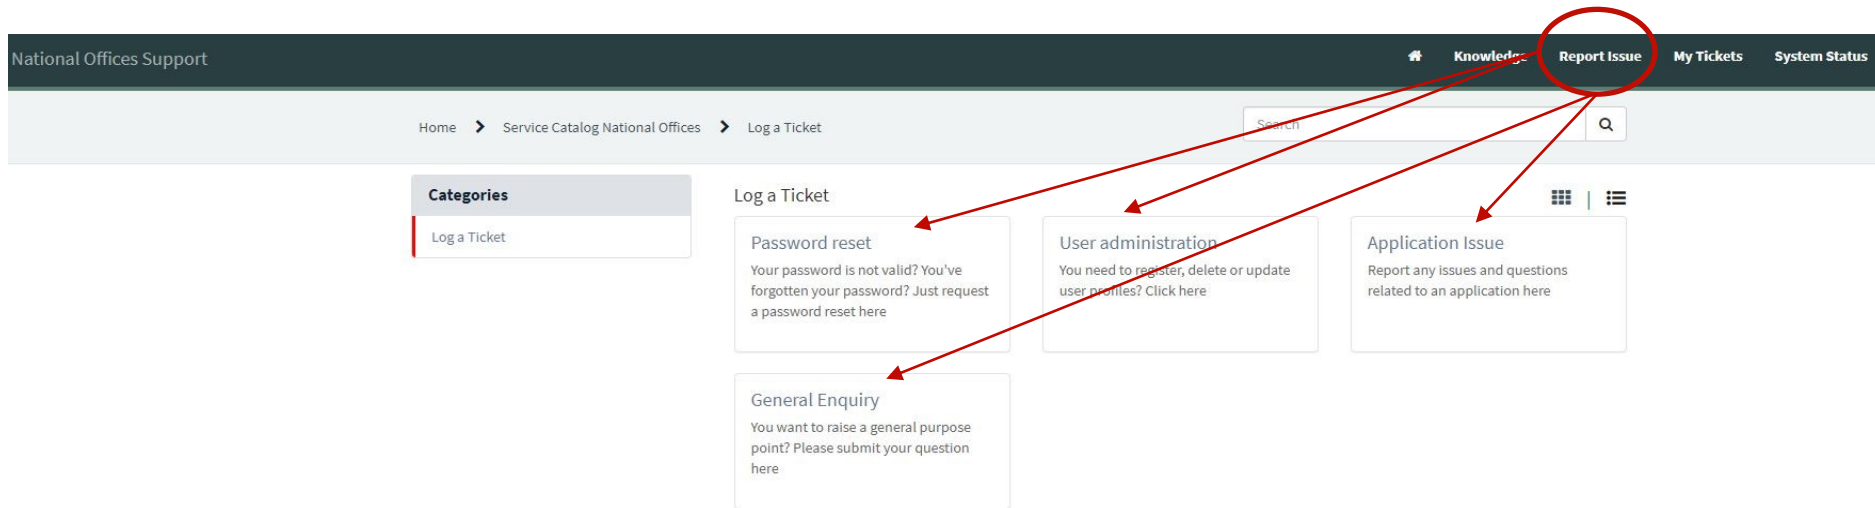 National Offices Support
Knowledge
Report Issue
My Tickets
System Status
Home
Service Catalog National Offices
Log a Ticket
Search
Categories
Log a Ticket
Log a Ticket
Password reset
Your password is not valid? You've
forgotten your password? Just request
a password reset here
User administration
You need to register, delete or update
user profiles? Click here
Application Issue
Report any issues and questions
related to an application here
General Enquiry
You want to raise a general purpose
point? Please submit your question
here